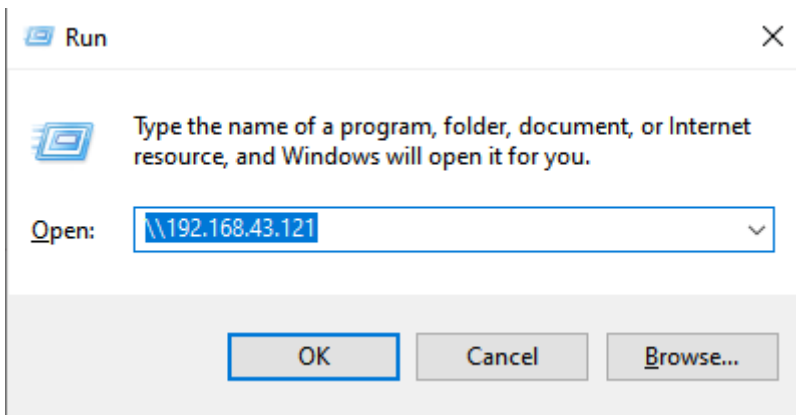 Run
Type the name of a program, folder, document, or Internet
resource, and Windows will open it for you.
Open: \\192.168.43.121
OK Cancel Browse...